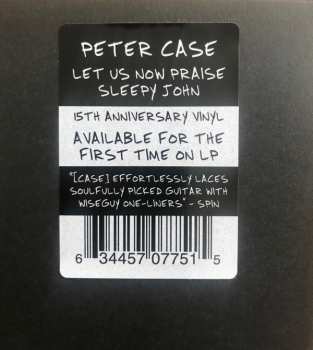 PETER CASE
LET US NOW PRAISE
SLEEPY JOHN
15TH ANNIVERSARY VINYL
AVAILABLE FOR THE
FIRST TIME ON LP
"[CASE] EFFORTLESSLY LACES
SOULFULLY PICKED GUITAR WITH
WISEGUY ONE-LINERS" - SPIN
6 34457 07751 5